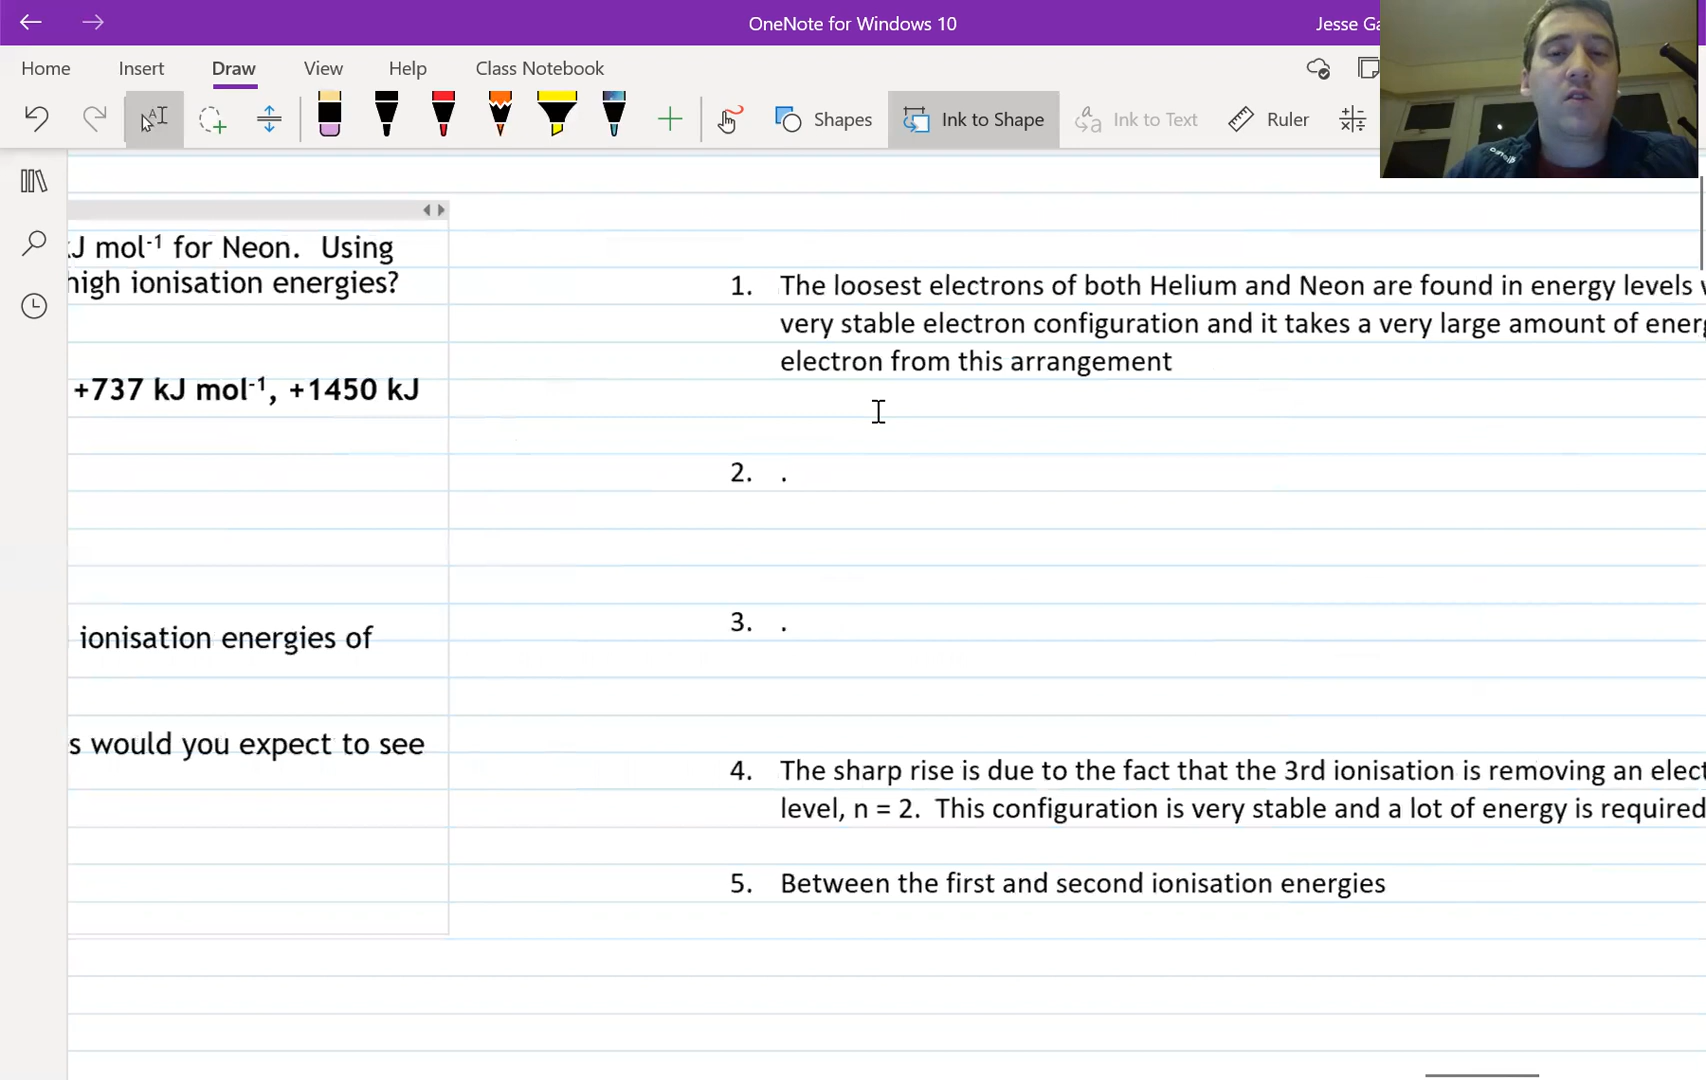 OneNote for Windows 10
Jesse Ga
Home Insert Draw View Help Class Notebook
Shapes Ink to Shape Ink to Text Ruler
kJ mol⁻¹ for Neon. Using
high ionisation energies?
+737 kJ mol⁻¹, +1450 kJ
ionisation energies of
s would you expect to see
1. The loosest electrons of both Helium and Neon are found in energy levels
very stable electron configuration and it takes a very large amount of energ
electron from this arrangement
2. .
3. .
4. The sharp rise is due to the fact that the 3rd ionisation is removing an elect
level, n = 2. This configuration is very stable and a lot of energy is required
5. Between the first and second ionisation energies